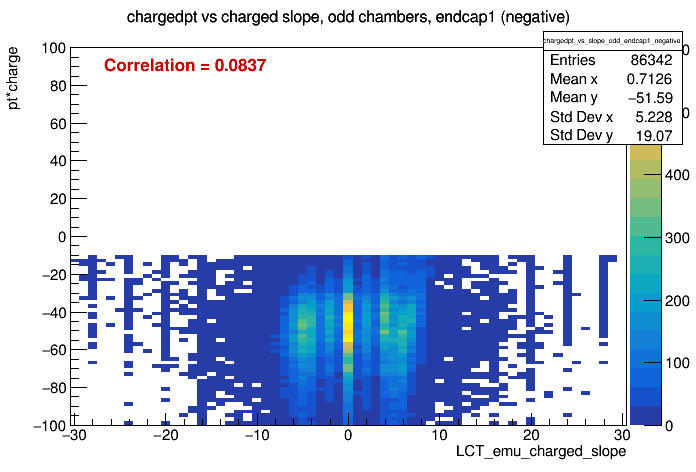 chargedpt vs charged slope, odd chambers, endcap1 (negative)
chargedpt_vs_slope_odd_endcap1_negative
Entries 86342
Mean x 0.7126
Mean y −51.59
Std Dev x 5.228
Std Dev y 19.07
Correlation = 0.0837
pt*charge
100
80
60
40
20
0
−20
−40
−60
−80
−100
−30
−20
−10
0
10
20
30
LCT_emu_charged_slope
0
0
400
300
200
100
0